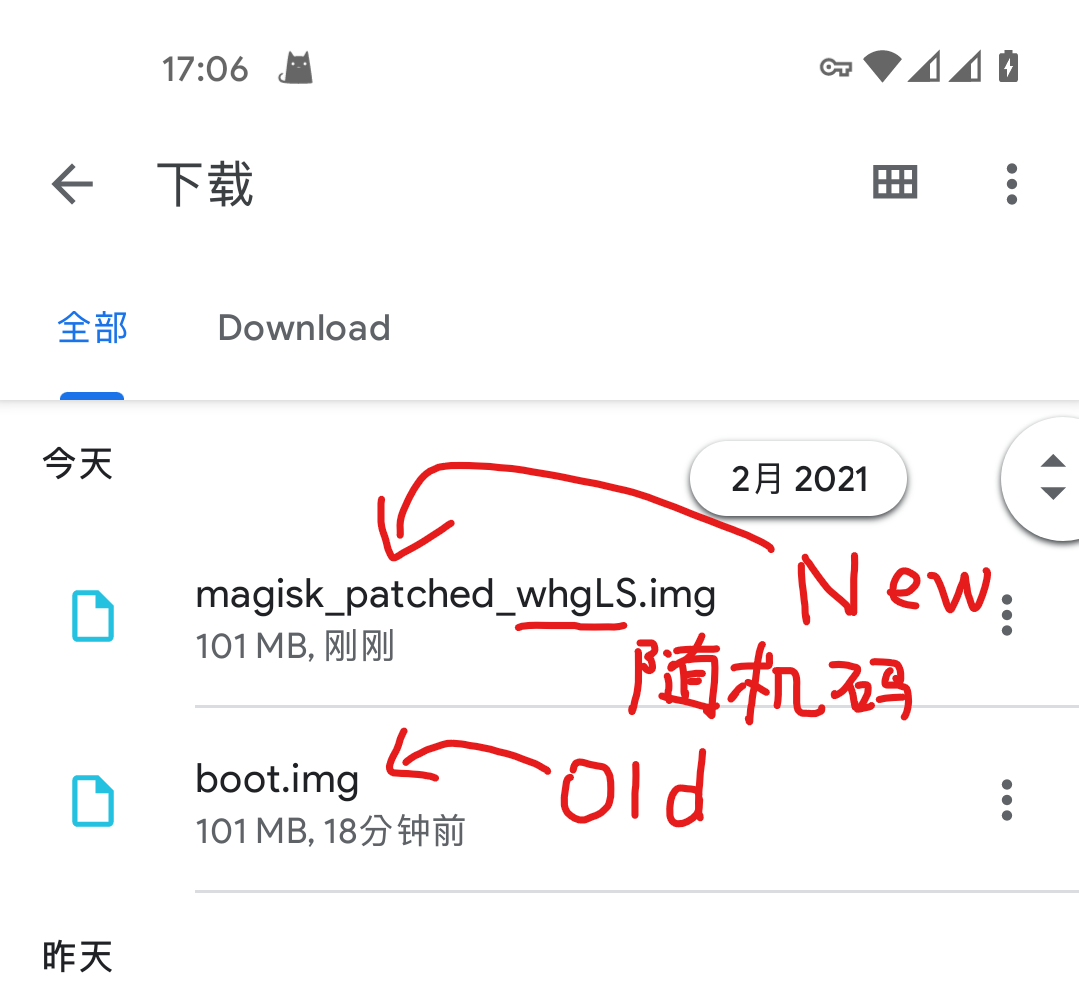 17:06
下载
全部
Download
今天
2月 2021
magisk_patched_whgLS.img
New
101 MB, 刚刚
随机码
boot.img
Old
101 MB, 18分钟前
昨天